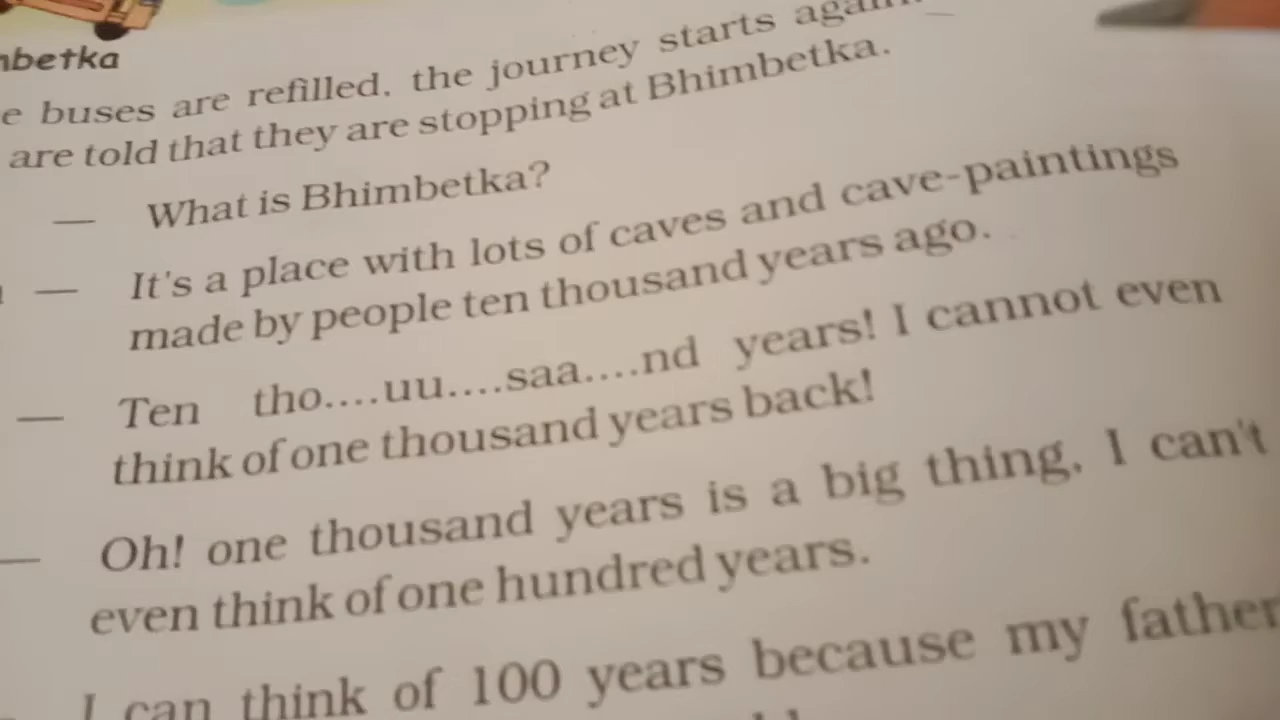 mbetka
e buses are refilled, the journey starts again.
are told that they are stopping at Bhimbetka.
— What is Bhimbetka?
— It's a place with lots of caves and cave-paintings
made by people ten thousand years ago.
— Ten tho....uu....saa....nd years! I cannot even
think of one thousand years back!
— Oh! one thousand years is a big thing, I can't
even think of one hundred years.
I can think of 100 years because my father